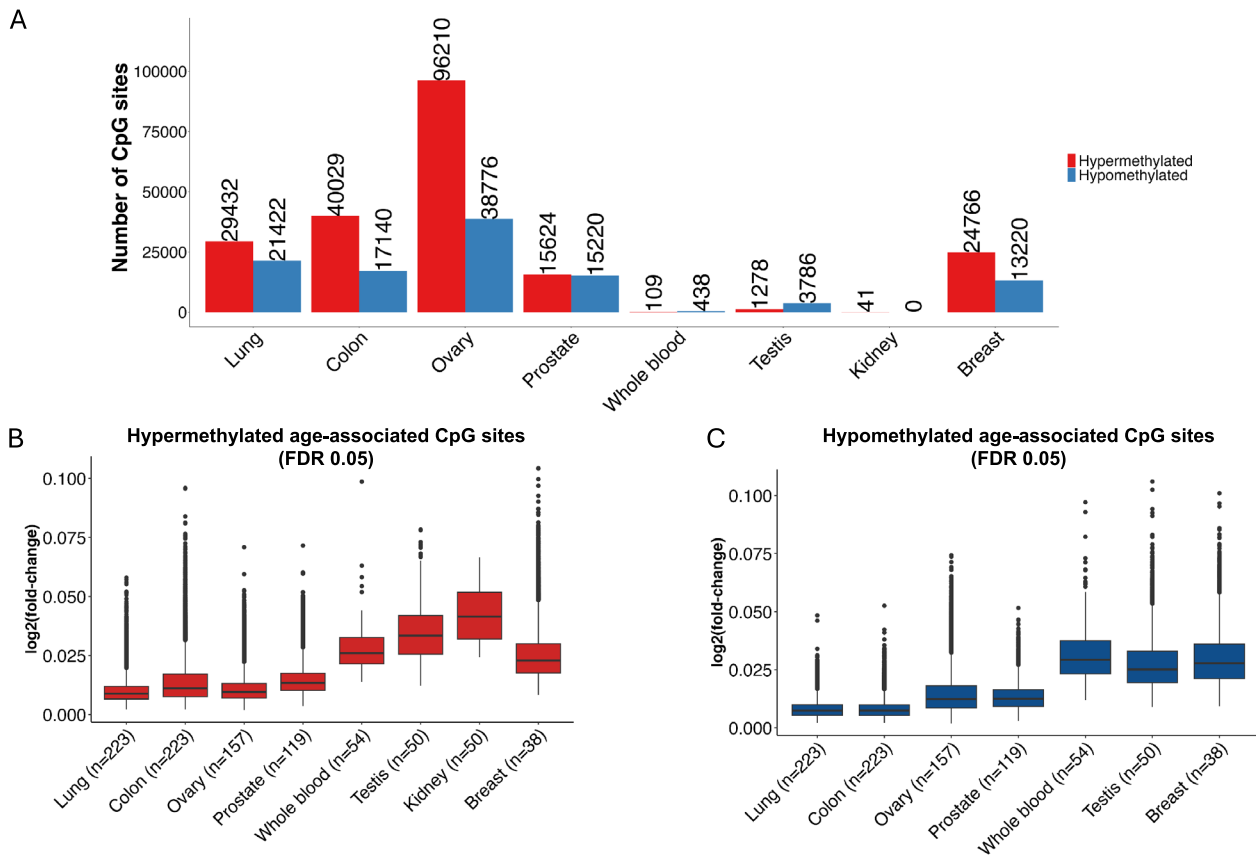 A
Number of CpG sites
100000
75000
50000
25000
0
29432
21422
40029
17140
96210
38776
15624
15220
109
438
1278
3786
41
0
24766
13220
Hypermethylated
Hypomethylated
Lung
Colon
Ovary
Prostate
Whole blood
Testis
Kidney
Breast
B
Hypermethylated age-associated CpG sites
(FDR 0.05)
log2(fold-change)
0.100
0.075
0.050
0.025
0.000
Lung (n=223)
Colon (n=223)
Ovary (n=157)
Prostate (n=119)
Whole blood (n=54)
Testis (n=50)
Kidney (n=50)
Breast (n=38)
C
Hypomethylated age-associated CpG sites
(FDR 0.05)
log2(fold-change)
0.100
0.075
0.050
0.025
0.000
Lung (n=223)
Colon (n=223)
Ovary (n=157)
Prostate (n=119)
Whole blood (n=54)
Testis (n=50)
Breast (n=38)